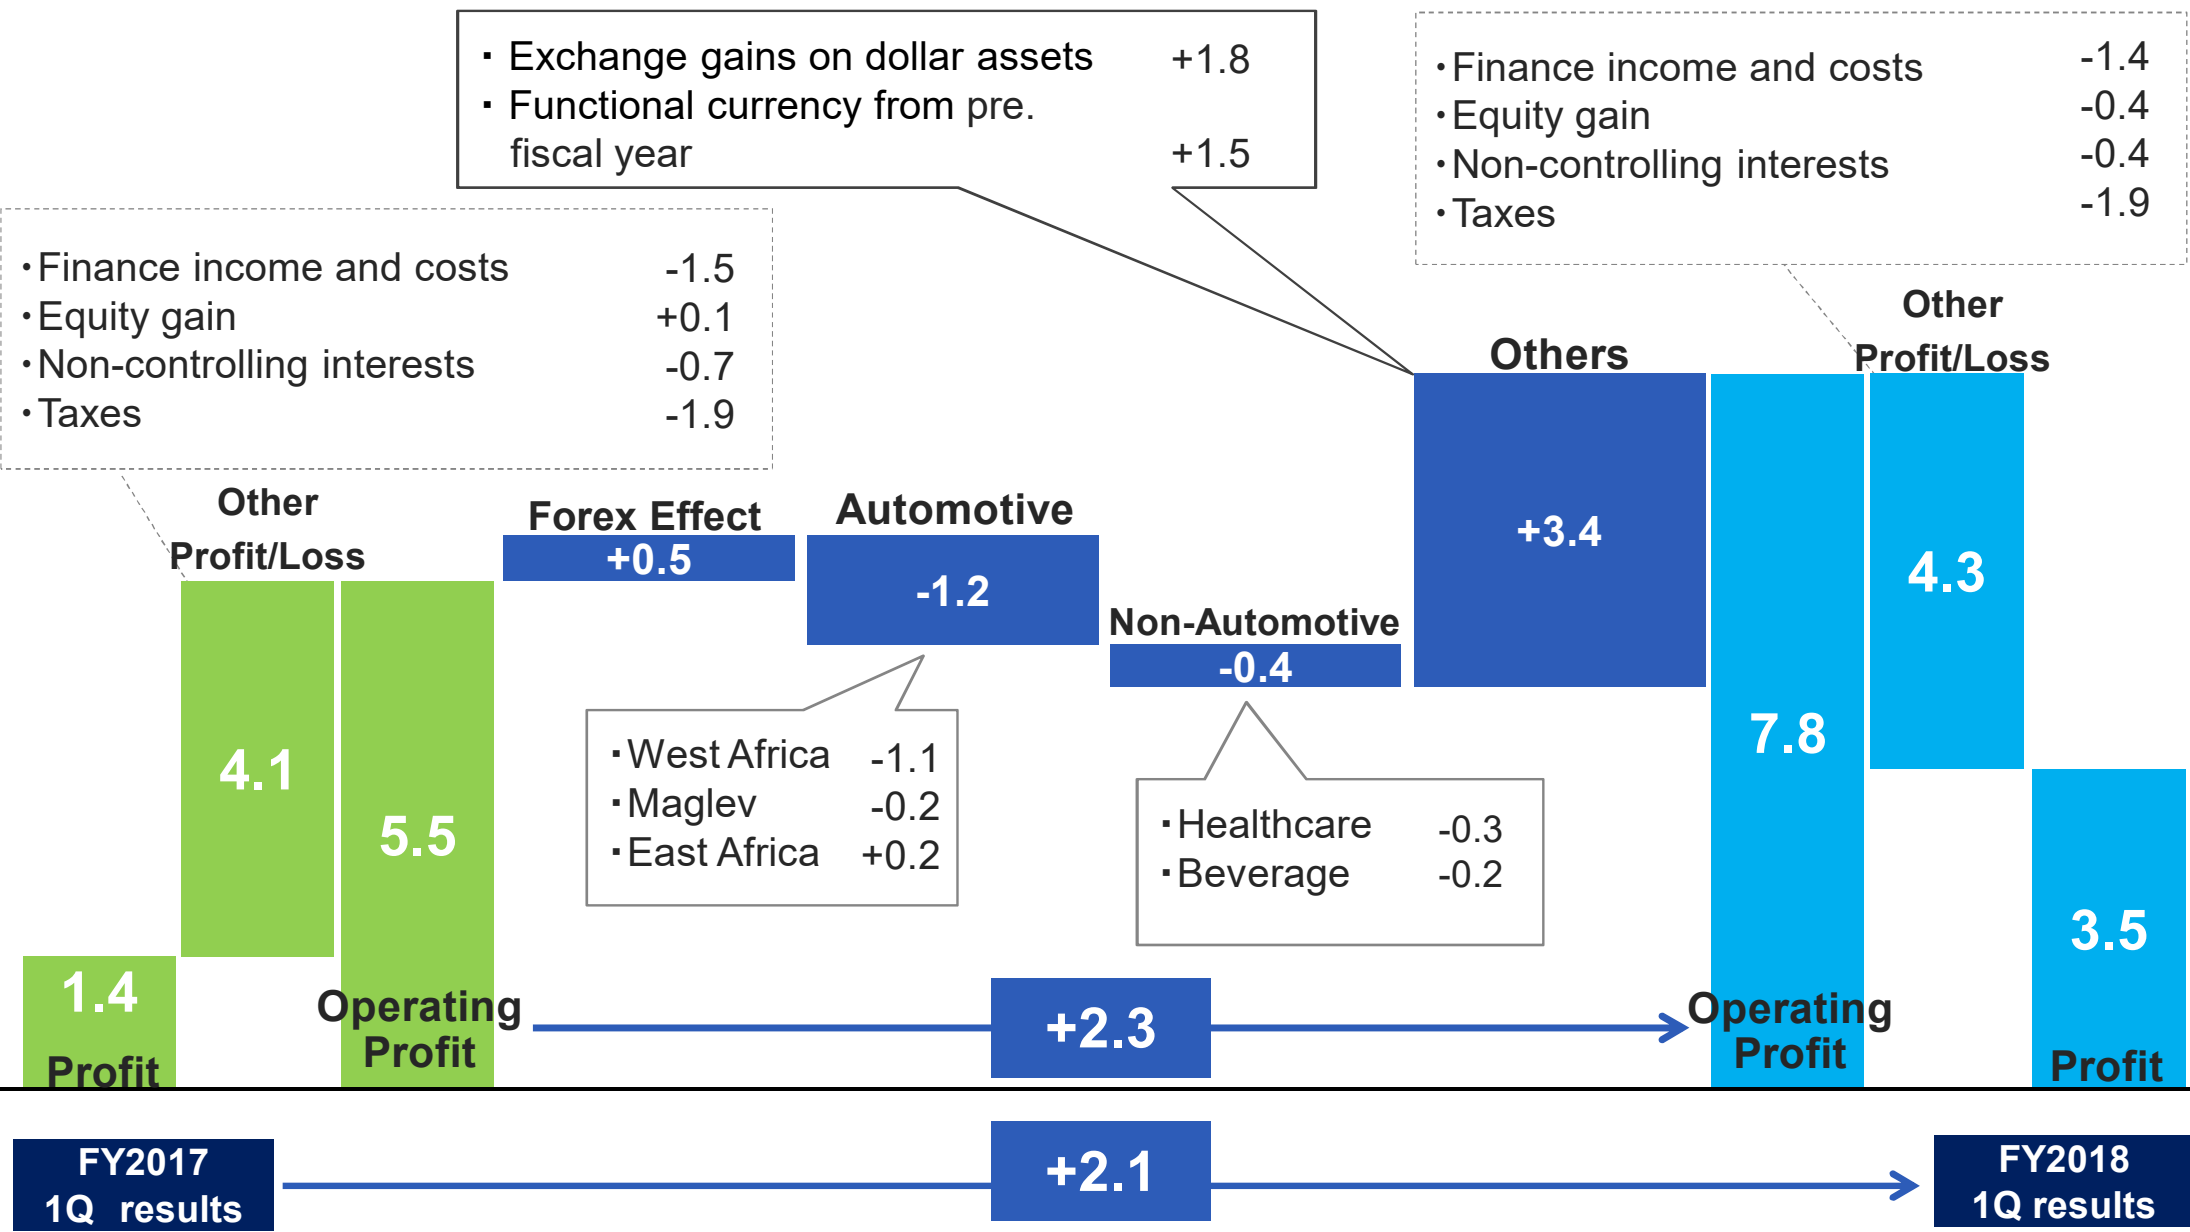 ・Exchange gains on dollar assets +1.8
・Functional currency from pre.
fiscal year +1.5
・Finance income and costs -1.4
・Equity gain -0.4
・Non-controlling interests -0.4
・Taxes -1.9
・Finance income and costs -1.5
・Equity gain +0.1
・Non-controlling interests -0.7
・Taxes -1.9
Other
Profit/Loss
Others
Other
Profit/Loss
Forex Effect
+0.5
Automotive
-1.2
Non-Automotive
-0.4
+3.4
4.3
4.1
5.5
7.8
・West Africa -1.1
・Maglev -0.2
・East Africa +0.2
・Healthcare -0.3
・Beverage -0.2
1.4
Profit
Operating
Profit
+2.3
Operating
Profit
3.5
Profit
FY2017
1Q results
+2.1
FY2018
1Q results